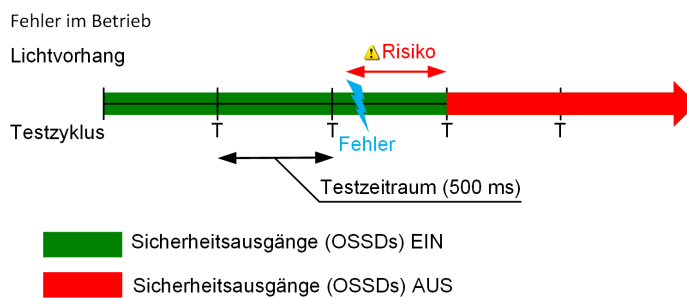 Fehler im Betrieb
Lichtvorhang
Risiko
Testzyklus
T T T T
Fehler
Testzeitraum (500 ms)
Sicherheitsausgänge (OSSDs) EIN
Sicherheitsausgänge (OSSDs) AUS